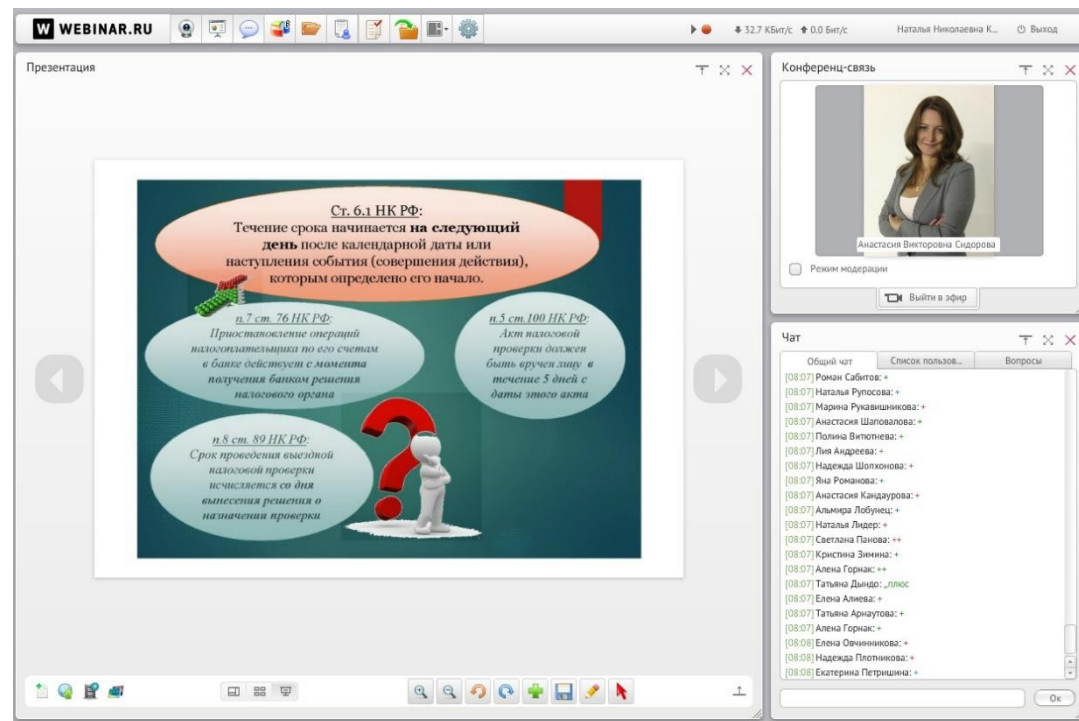 W WEBINAR.RU
32.7 КБит/с 0.0 Бит/с
Наталья Николаевна К...
Выход
Презентация
Ст. 6.1 НК РФ:
Течение срока начинается на следующий
день после календарной даты или
наступления события (совершения действия),
которым определено его начало.
п.7 ст. 76 НК РФ:
Приостановление операций
налогоплательщика по его счетам
в банке действует с момента
получения банком решения
налогового органа
п.5 ст.100 НК РФ:
Акт налоговой
проверки должен
быть вручен лицу в
течение 5 дней с
даты этого акта
п.8 ст. 89 НК РФ:
Срок проведения выездной
налоговой проверки
исчисляется со дня
вынесения решения о
назначении проверки
Конференц-связь
Анастасия Викторовна Сидорова
Режим модерации
Выйти в эфир
Чат
Общий чат
Список пользов...
Вопросы
[08:07] Роман Сабитов: +
[08:07] Наталья Рупосова: +
[08:07] Марина Рукавишникова: +
[08:07] Анастасия Шаповалова: +
[08:07] Полина Витютнева: +
[08:07] Лия Андреева: +
[08:07] Надежда Шопхонова: +
[08:07] Яна Романова: +
[08:07] Анастасия Кандаурова: +
[08:07] Альмира Лобунец: +
[08:07] Наталья Лидер: +
[08:07] Светлана Панова: ++
[08:07] Кристина Зимина: +
[08:07] Алена Горнак: ++
[08:07] Татьяна Дындо: ,,плюс
[08:07] Елена Алиева: +
[08:07] Татьяна Арнаутова: +
[08:07] Алена Горнак: +
[08:08] Елена Овчинникова: +
[08:08] Надежда Плотникова: +
[08:08] Екатерина Петришина: +
Ок